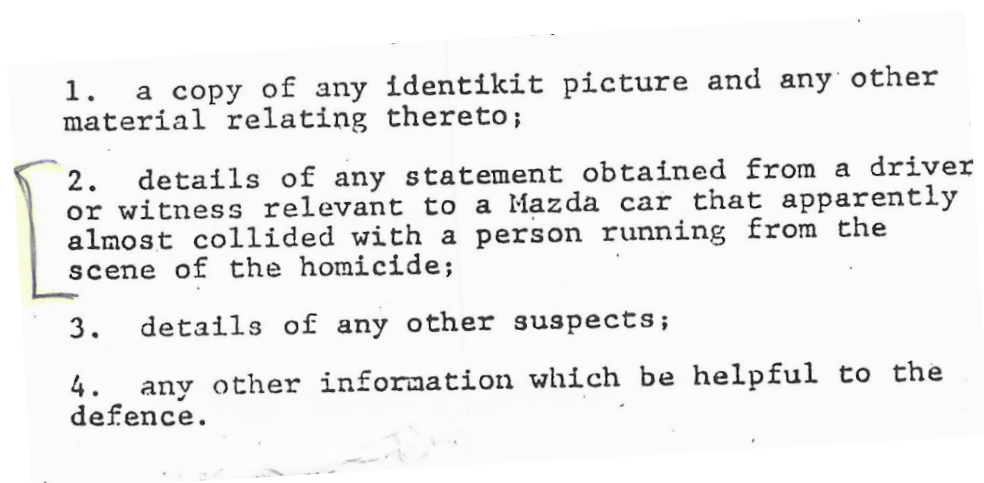 1. a copy of any identikit picture and any other
material relating thereto;
2. details of any statement obtained from a driver
or witness relevant to a Mazda car that apparently
almost collided with a person running from the
scene of the homicide;
3. details of any other suspects;
4. any other information which be helpful to the
defence.